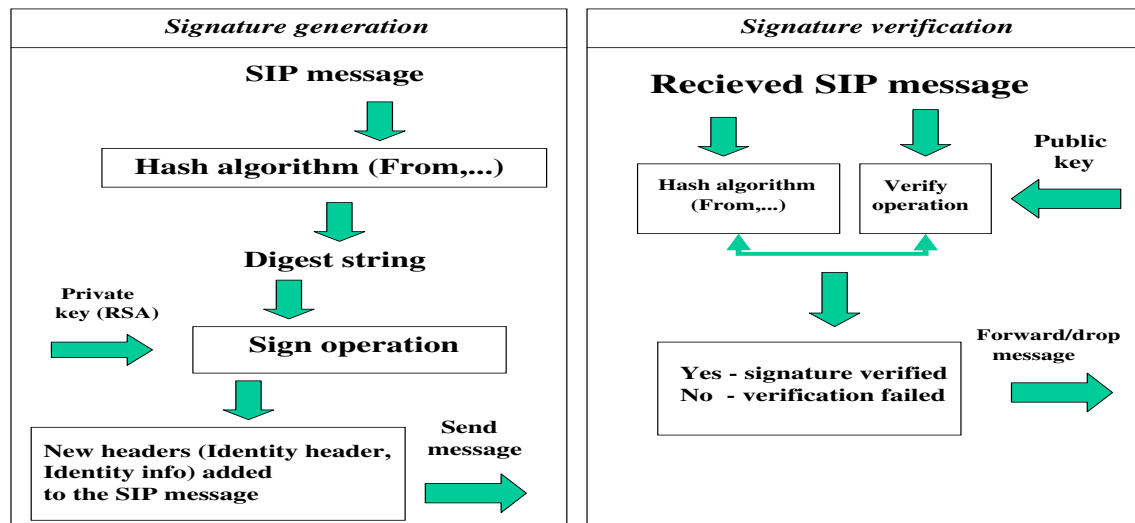 Signature generation
SIP message
Hash algorithm (From,...)
Digest string
Private
key (RSA)
Sign operation
New headers (Identity header,
Identity info) added
to the SIP message
Send
message
Signature verification
Recieved SIP message
Public
key
Hash algorithm
(From,...)
Verify
operation
Yes - signature verified
No - verification failed
Forward/drop
message